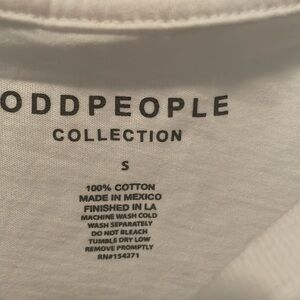 ODDPEOPLE
COLLECTION
S
100% COTTON
MADE IN MEXICO
FINISHED IN LA
MACHINE WASH COLD
WASH SEPARATELY
DO NOT BLEACH
TUMBLE DRY LOW
REMOVE PROMPTLY
RN#154271